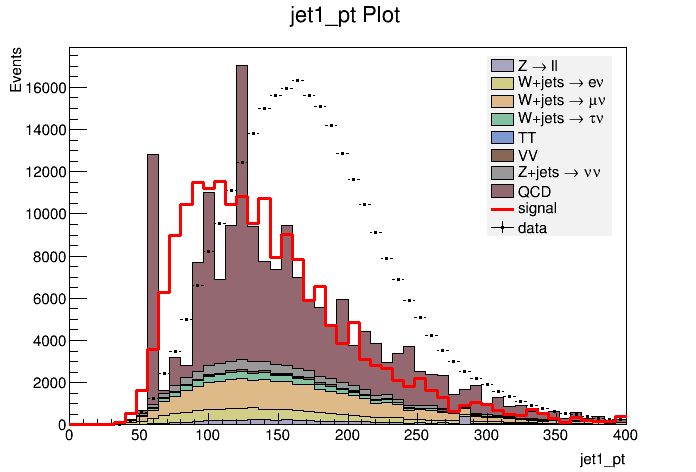 jet1_pt Plot
Events
16000
14000
12000
10000
8000
6000
4000
2000
0
Z → ll
W+jets → eν
W+jets → μν
W+jets → τν
TT
VV
Z+jets → νν
QCD
signal
data
0 50 100 150 200 250 300 350 400
jet1_pt